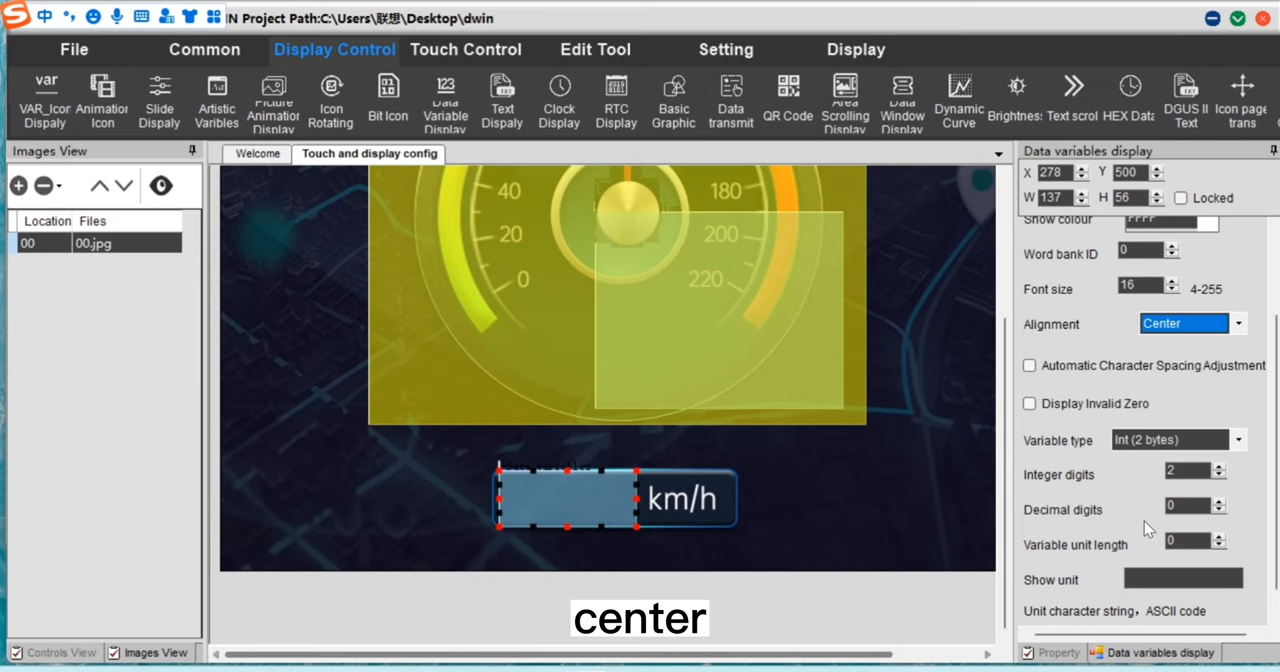 中
IN Project Path:C:\Users\联想\Desktop\dwin
File Common Display Control Touch Control Edit Tool Setting Display
VAR_Icon Dispaly
Animation Icon
Slide Dispaly
Artistic Varibles
Picture Animation Display
Icon Rotating
Bit Icon
Data Variable Display
Text Dispaly
Clock Display
RTC Display
Basic Graphic
Data transmit
QR Code
Area Scrolling Display
Data Window Display
Dynamic Curve
Brightness
Text scrol
HEX Data
DGUS II Text
Icon page trans
var
123
Images View
Welcome Touch and display config
Data variables display
X 278 Y 500
W 137 H 56 Locked
Location Files
00 00.jpg
40 180
20 200
0 220
km/h
Show colour FFFF
Word bank ID 0
Font size 16 4-255
Alignment Center
Automatic Character Spacing Adjustment
Display Invalid Zero
Variable type Int (2 bytes)
Integer digits 2
Decimal digits 0
Variable unit length 0
Show unit
Unit character string，ASCII code
center
Controls View Images View
Property Data variables display